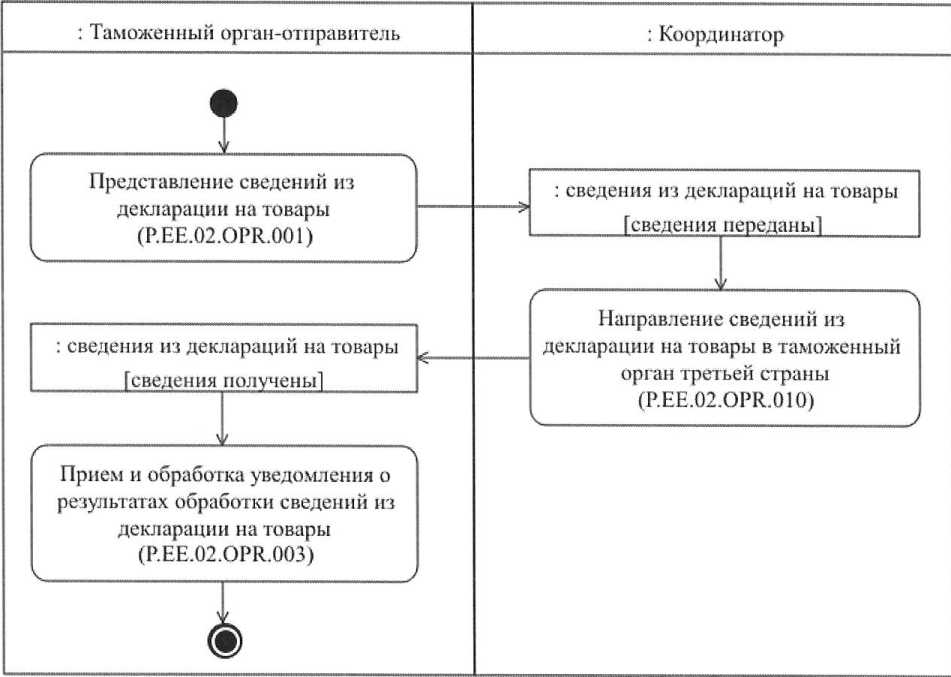 : Таможенный орган-отправитель
: Координатор
Представление сведений из
декларации на товары
(P.EE.02.OPR.001)
: сведения из деклараций на товары
[сведения переданы]
Направление сведений из
декларации на товары в таможенный
орган третьей страны
(P.EE.02.OPR.010)
: сведения из деклараций на товары
[сведения получены]
Прием и обработка уведомления о
результатах обработки сведений из
декларации на товары
(P.EE.02.OPR.003)